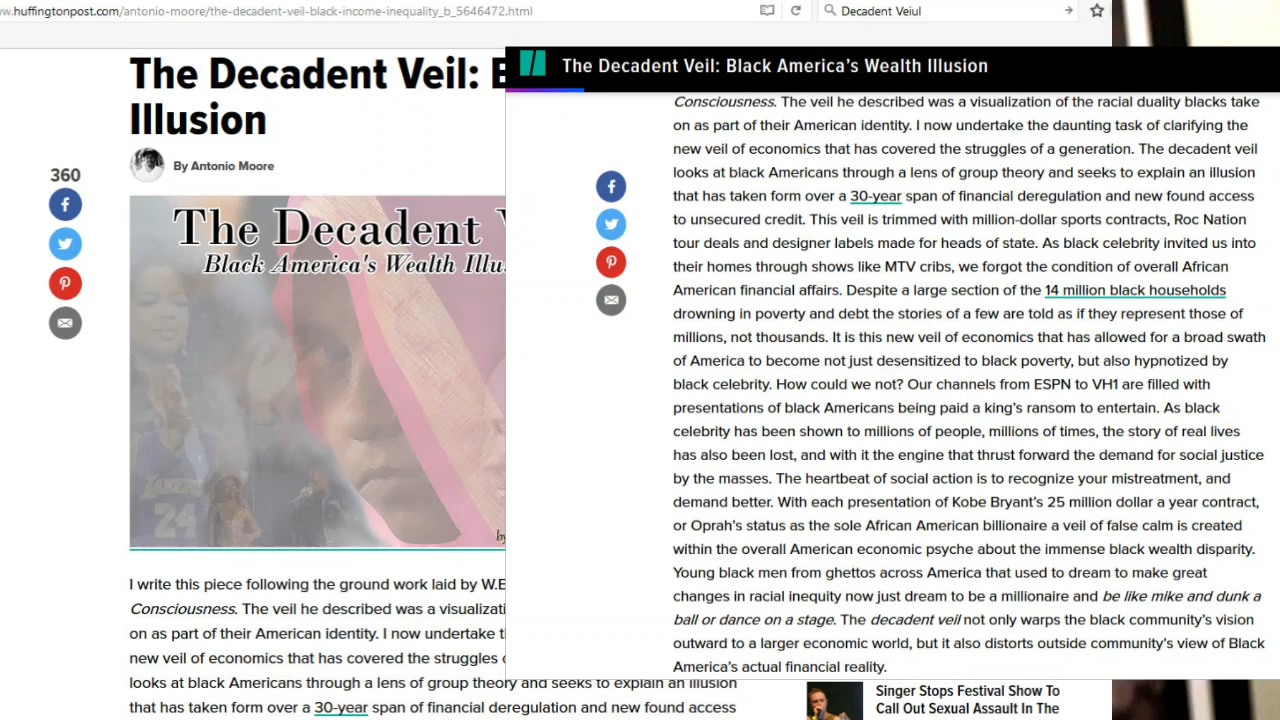 w.huffingtonpost.com/antonio-moore/the-decadent-veil-black-income-inequality_b_5646472.html
Decadent Veiul
The Decadent Veil:
Illusion
By Antonio Moore
360
The Decadent
Black America's Wealth Illu
LAKERS
24
by
I write this piece following the ground work laid by W.E
Consciousness. The veil he described was a visualizati
on as part of their American identity. I now undertake t
new veil of economics that has covered the struggles
looks at black Americans through a lens of group theory and seeks to explain an illusion
that has taken form over a 30-year span of financial deregulation and new found access
The Decadent Veil: Black America's Wealth Illusion
Consciousness. The veil he described was a visualization of the racial duality blacks take
on as part of their American identity. I now undertake the daunting task of clarifying the
new veil of economics that has covered the struggles of a generation. The decadent veil
looks at black Americans through a lens of group theory and seeks to explain an illusion
that has taken form over a 30-year span of financial deregulation and new found access
to unsecured credit. This veil is trimmed with million-dollar sports contracts, Roc Nation
tour deals and designer labels made for heads of state. As black celebrity invited us into
their homes through shows like MTV cribs, we forgot the condition of overall African
American financial affairs. Despite a large section of the 14 million black households
drowning in poverty and debt the stories of a few are told as if they represent those of
millions, not thousands. It is this new veil of economics that has allowed for a broad swath
of America to become not just desensitized to black poverty, but also hypnotized by
black celebrity. How could we not? Our channels from ESPN to VH1 are filled with
presentations of black Americans being paid a king's ransom to entertain. As black
celebrity has been shown to millions of people, millions of times, the story of real lives
has also been lost, and with it the engine that thrust forward the demand for social justice
by the masses. The heartbeat of social action is to recognize your mistreatment, and
demand better. With each presentation of Kobe Bryant's 25 million dollar a year contract,
or Oprah's status as the sole African American billionaire a veil of false calm is created
within the overall American economic psyche about the immense black wealth disparity.
Young black men from ghettos across America that used to dream to make great
changes in racial inequity now just dream to be a millionaire and be like mike and dunk a
ball or dance on a stage. The decadent veil not only warps the black community's vision
outward to a larger economic world, but it also distorts outside community's view of Black
America's actual financial reality.
Singer Stops Festival Show To
Call Out Sexual Assault In The